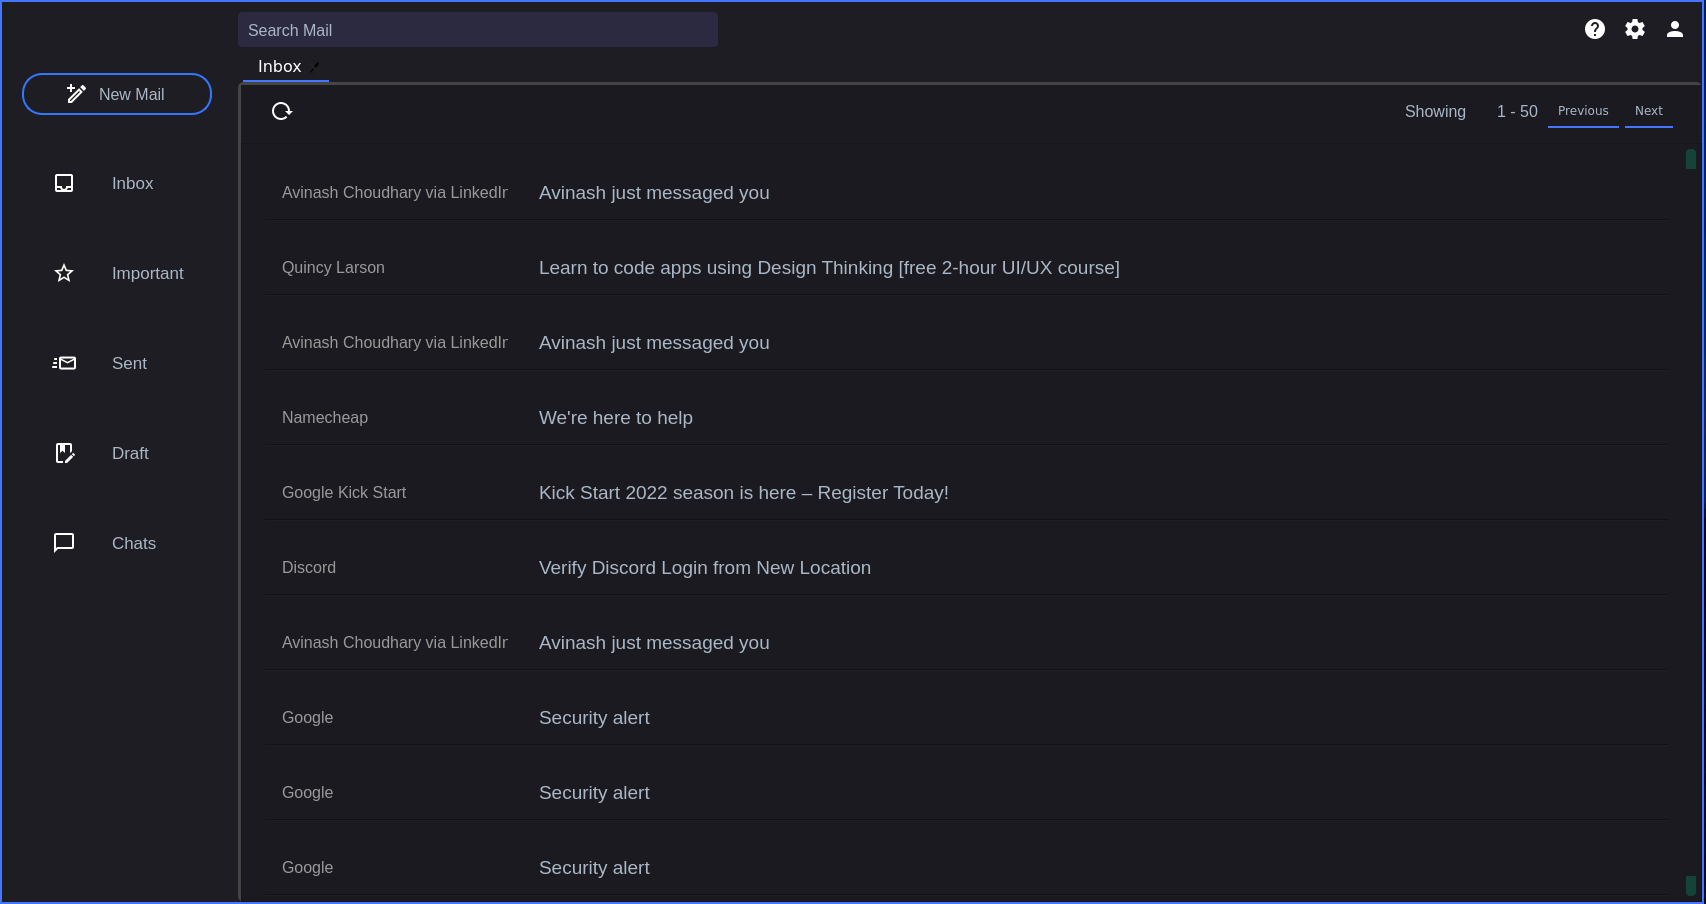 Search Mail
Inbox
New Mail
Showing 1 - 50 Previous Next
Inbox
Important
Sent
Draft
Chats
Avinash Choudhary via LinkedIn Avinash just messaged you
Quincy Larson Learn to code apps using Design Thinking [free 2-hour UI/UX course]
Avinash Choudhary via LinkedIn Avinash just messaged you
Namecheap We're here to help
Google Kick Start Kick Start 2022 season is here – Register Today!
Discord Verify Discord Login from New Location
Avinash Choudhary via LinkedIn Avinash just messaged you
Google Security alert
Google Security alert
Google Security alert